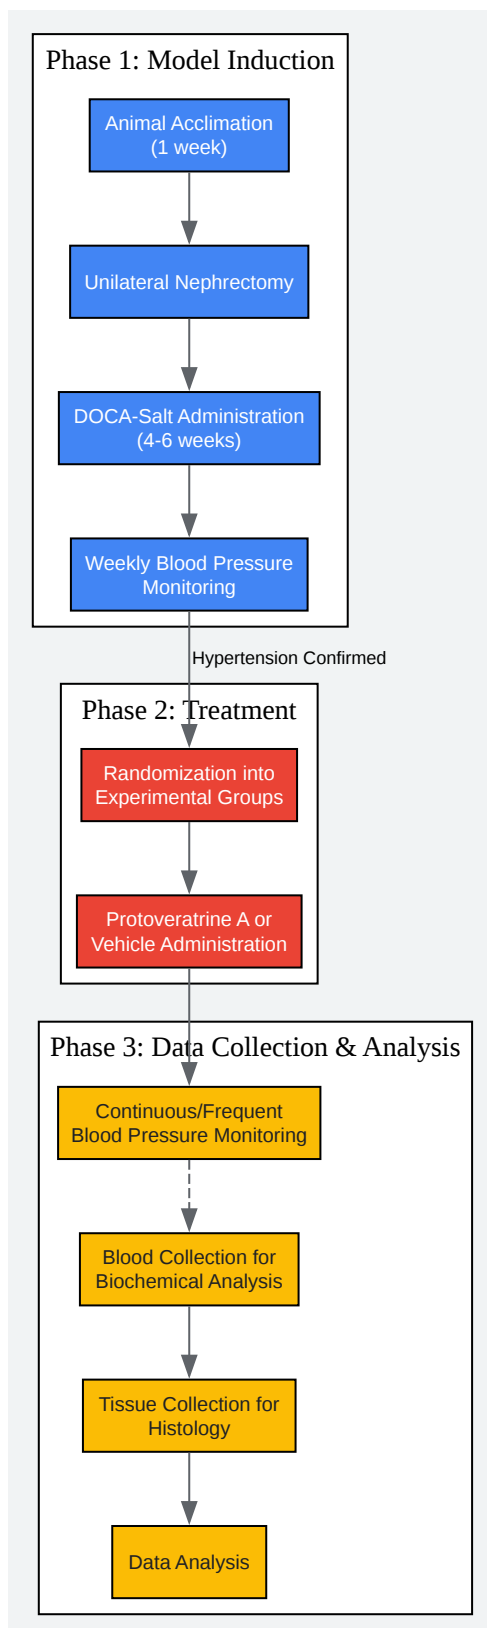 Phase 1: Model Induction
Animal Acclimation
(1 week)
Unilateral Nephrectomy
DOCA-Salt Administration
(4-6 weeks)
Weekly Blood Pressure
Monitoring
Hypertension Confirmed
Phase 2: Treatment
Randomization into
Experimental Groups
Protoveratrine A or
Vehicle Administration
Phase 3: Data Collection & Analysis
Continuous/Frequent
Blood Pressure Monitoring
Blood Collection for
Biochemical Analysis
Tissue Collection for
Histology
Data Analysis